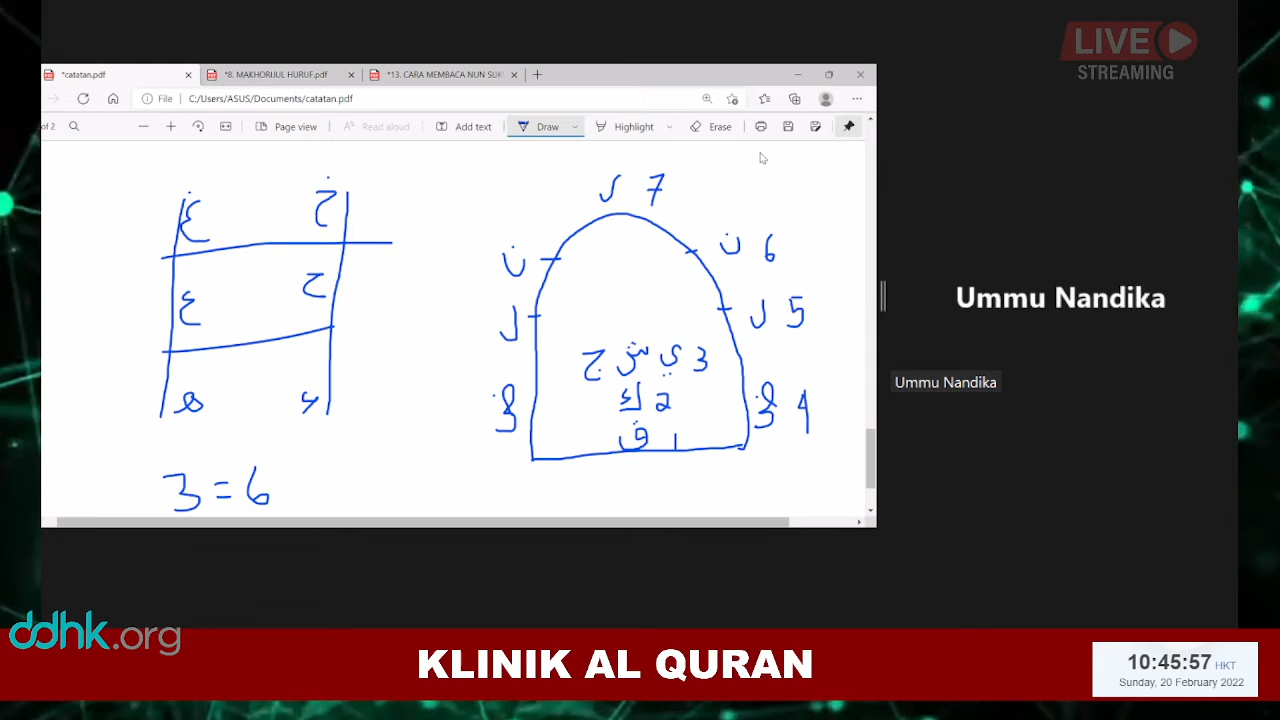 LIVE
STREAMING
*catatan.pdf
*8. MAKHORIJUL HURUF.pdf
*13. CARA MEMBACA NUN SUK
File
C:/Users/ASUS/Documents/catatan.pdf
of 2
Page view
Read aloud
Add text
Draw
Highlight
Erase
غ خ
ع ح
ه ء
3 = 6
7
ن ن 6
ل 5
ج ش ي 3
ك 2
ض ض 4
ق 1
Ummu Nandika
Ummu Nandika
ddhk.org
KLINIK AL QURAN
10:45:57 HKT
Sunday, 20 February 2022